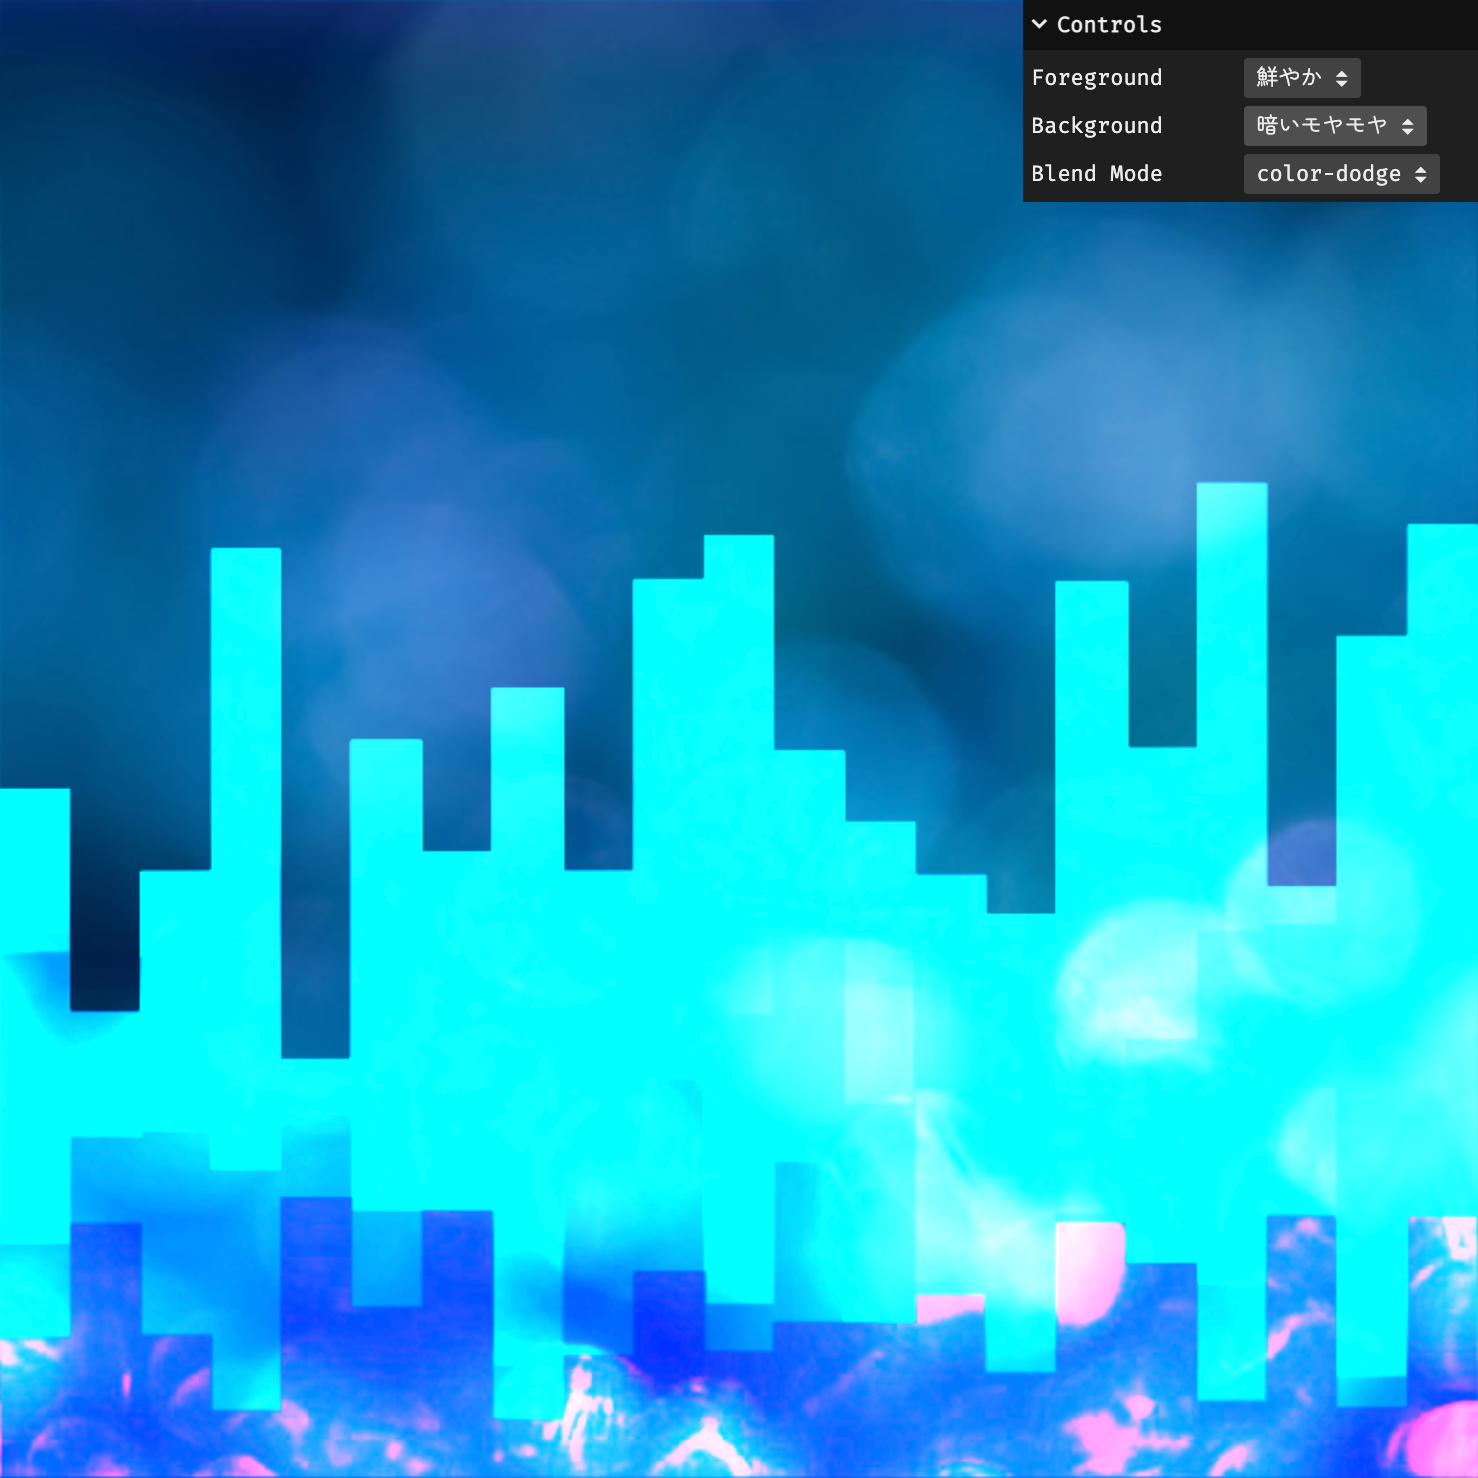 Controls
Foreground 鮮やか
Background 暗いモヤモヤ
Blend Mode color-dodge